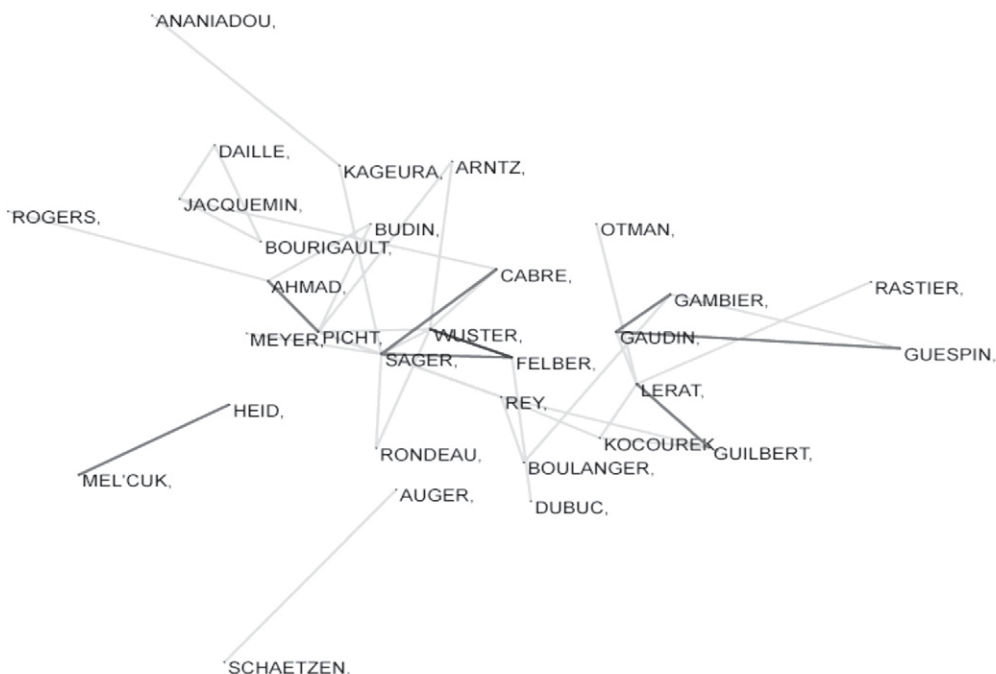 ANANIADOU,
DAILLE,
KAGEURA,
ARNTZ,
JACQUEMIN,
ROGERS,
BUDIN,
OTMAN,
BOURIGAULT,
CABRE,
AHMAD,
RASTIER,
GAMBIER,
MEYER,
PICHT,
WUSTER,
GAUDIN,
GUESPIN,
SAGER,
FELBER,
LERAT,
REY,
HEID,
KOCOUREK
GUILBERT,
RONDEAU,
BOULANGER,
MEL'CUK,
AUGER,
DUBUC,
SCHAETZEN.